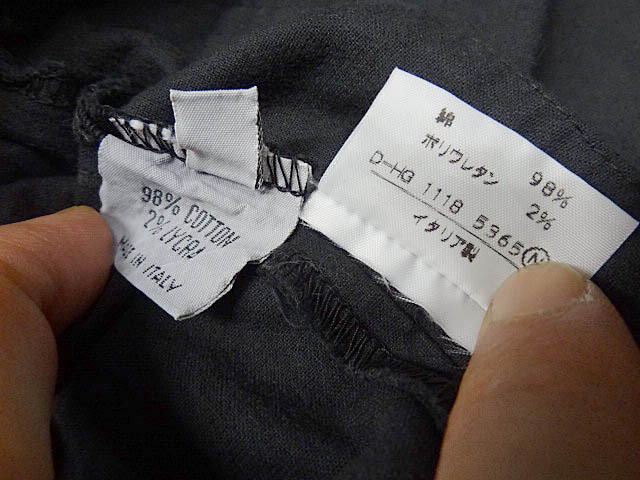 98% COTTON
2% LYCRA
MADE IN ITALY
綿 98%
ポリウレタン 2%
D-HG 1118 5365 Ⓝ
イタリア製